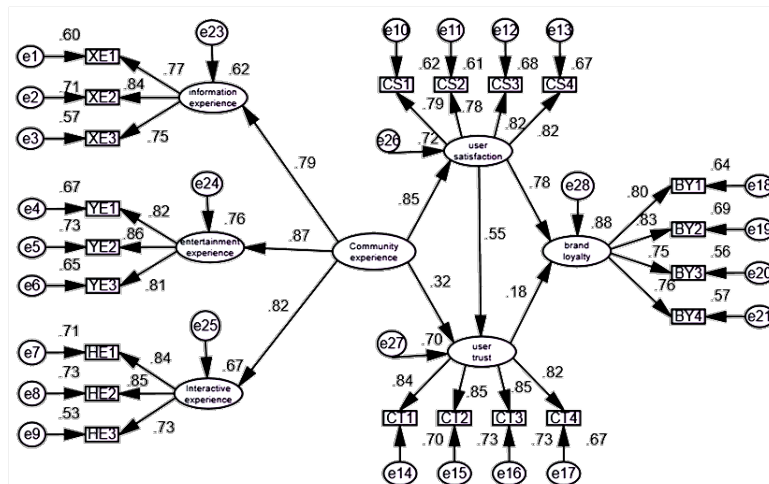 e23
e10
e11
e12
e13
.60
e1
XE1
.77
.62
.62
.61
.68
.67
CS1
CS2
CS3
CS4
.71
e2
XE2
.84
information
experience
.79
.78
.82
.82
.57
e3
XE3
.75
e26
.72
user
satisfaction
.79
.64
.67
e24
.78
e28
.80
BY1
e18
e4
YE1
.82
.76
.85
.69
.73
.88
.83
BY2
e19
e5
YE2
.86
entertainment
experience
.87
Community
experience
.55
brand
loyalty
.75
.56
.65
BY3
e20
e6
YE3
.81
.32
.76
.57
.82
.18
BY4
e21
.71
e25
e7
HE1
.84
.67
e27
.70
user
trust
.73
e8
HE2
.85
Interactive
experience
.84
.85
.85
.82
.53
e9
HE3
.73
CT1
CT2
CT3
CT4
.70
.73
.73
.67
e14
e15
e16
e17